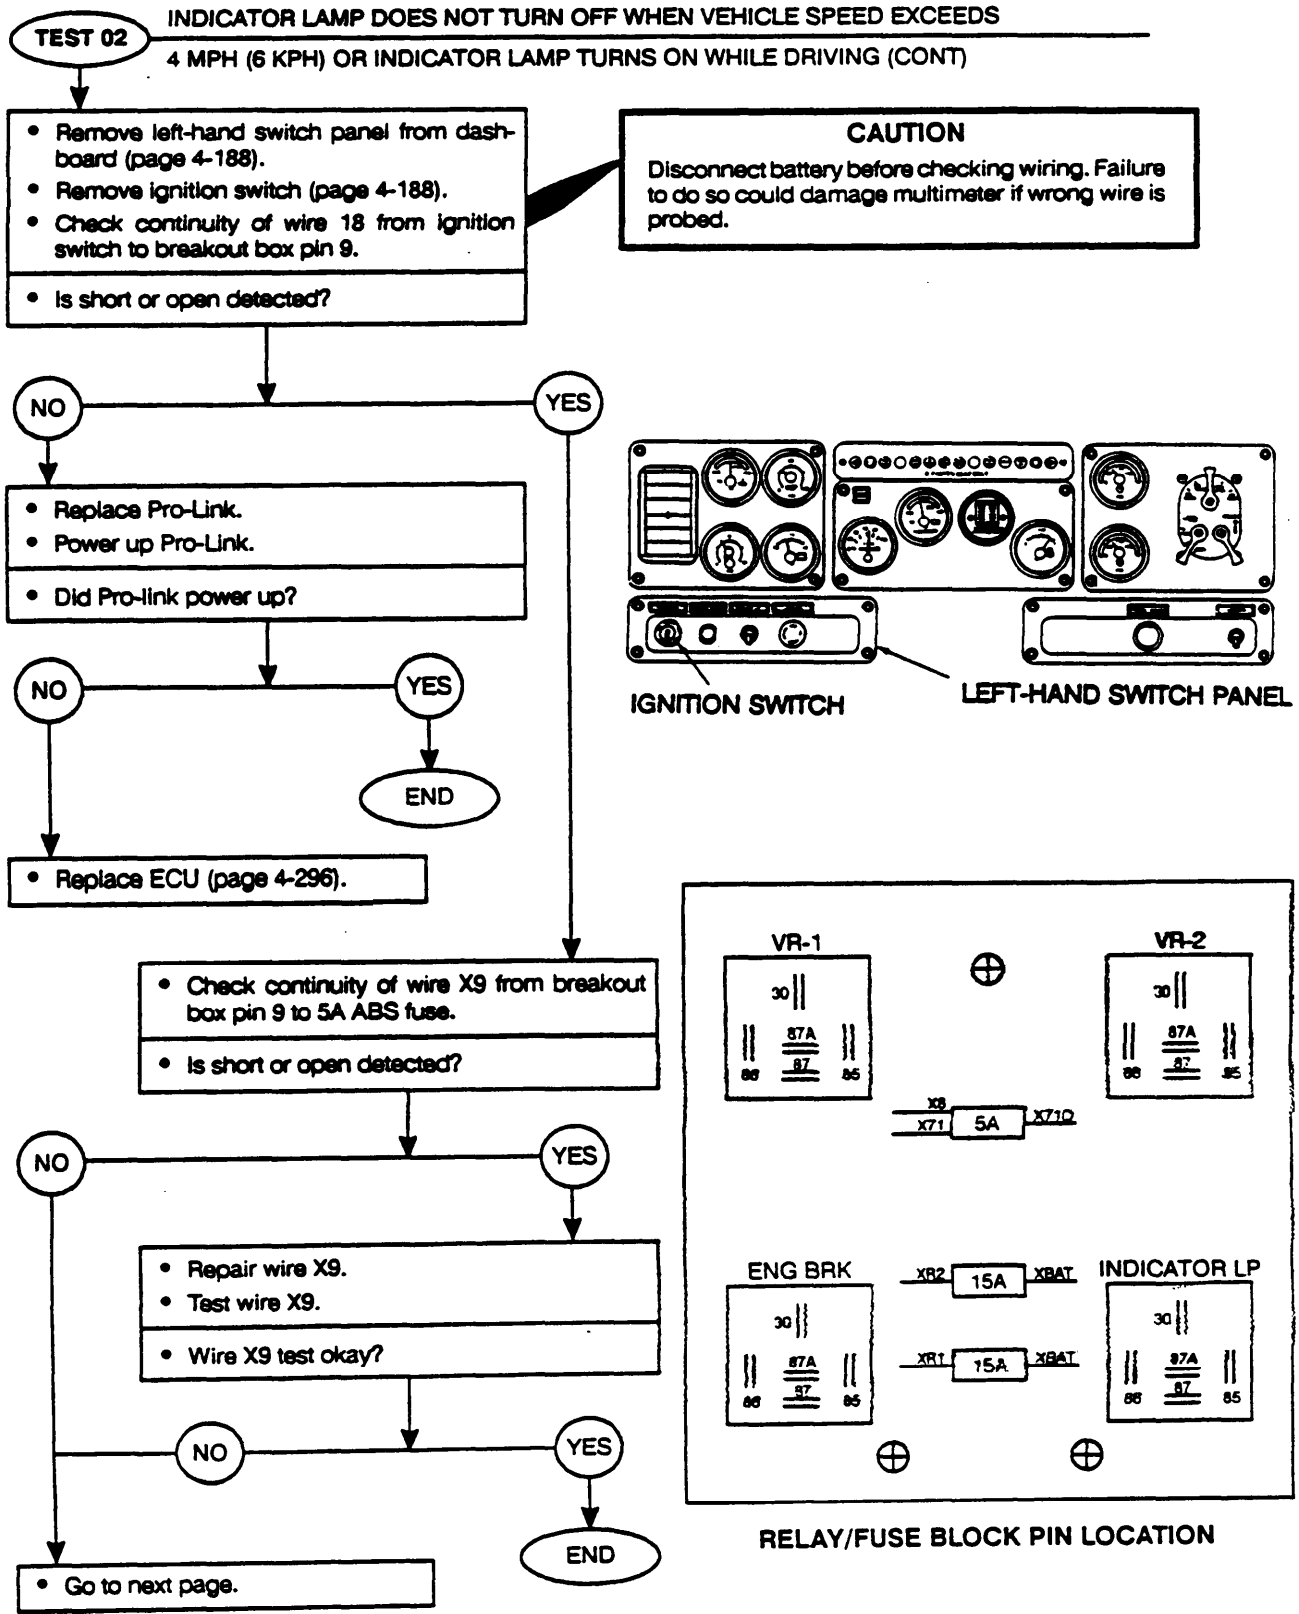 TEST 02
INDICATOR LAMP DOES NOT TURN OFF WHEN VEHICLE SPEED EXCEEDS
4 MPH (6 KPH) OR INDICATOR LAMP TURNS ON WHILE DRIVING (CONT)
• Remove left-hand switch panel from dash-
board (page 4-188).
• Remove ignition switch (page 4-188).
• Check continuity of wire 18 from ignition
switch to breakout box pin 9.
• Is short or open detected?
CAUTION
Disconnect battery before checking wiring. Failure
to do so could damage multimeter if wrong wire is
probed.
NO
YES
• Replace Pro-Link.
• Power up Pro-Link.
• Did Pro-link power up?
NO
YES
END
• Replace ECU (page 4-296).
IGNITION SWITCH
LEFT-HAND SWITCH PANEL
• Check continuity of wire X9 from breakout
box pin 9 to 5A ABS fuse.
• Is short or open detected?
NO
YES
• Repair wire X9.
• Test wire X9.
• Wire X9 test okay?
NO
YES
END
• Go to next page.
VR-1
30
87A
86
87
85
VR-2
30
87A
86
87
85
X71
5A
X71D
ENG BRK
30
87A
86
87
85
XR2
15A
XBAT
XR1
15A
XBAT
INDICATOR LP
30
87A
86
87
85
RELAY/FUSE BLOCK PIN LOCATION